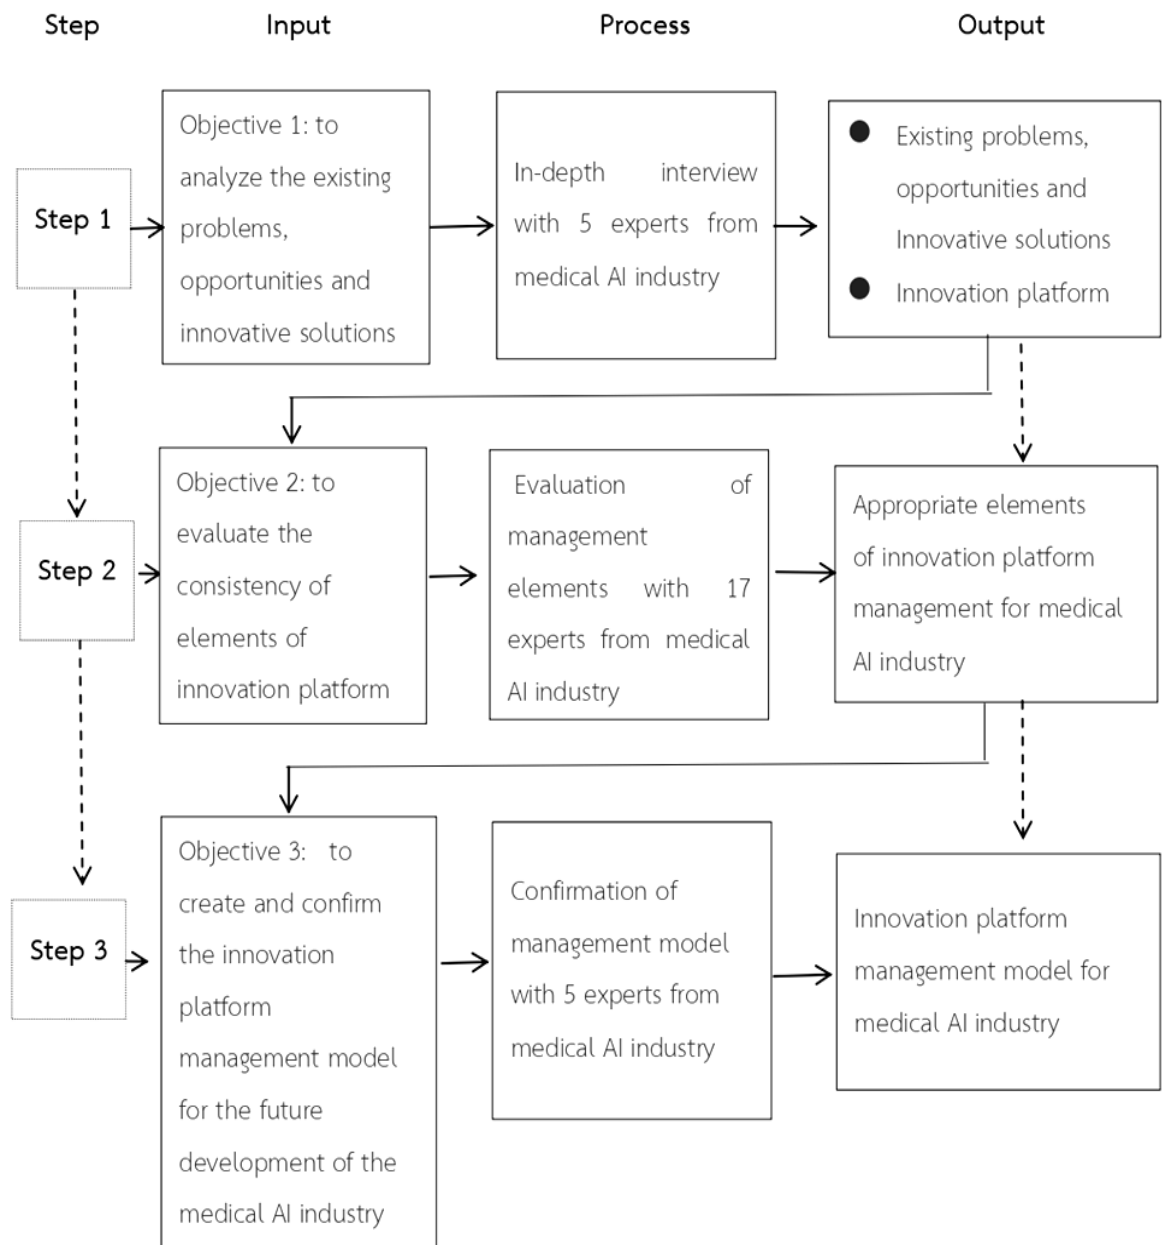 Step
Input
Process
Output
Step 1
Objective 1: to
analyze the existing
problems,
opportunities and
innovative solutions
In-depth interview
with 5 experts from
medical AI industry
Existing problems,
opportunities and
Innovative solutions
Innovation platform
Step 2
Objective 2: to
evaluate the
consistency of
elements of
innovation platform
Evaluation of
management
elements with 17
experts from medical
AI industry
Appropriate elements
of innovation platform
management for medical
AI industry
Step 3
Objective 3: to
create and confirm
the innovation
platform
management model
for the future
development of the
medical AI industry
Confirmation of
management model
with 5 experts from
medical AI industry
Innovation platform
management model for
medical AI industry